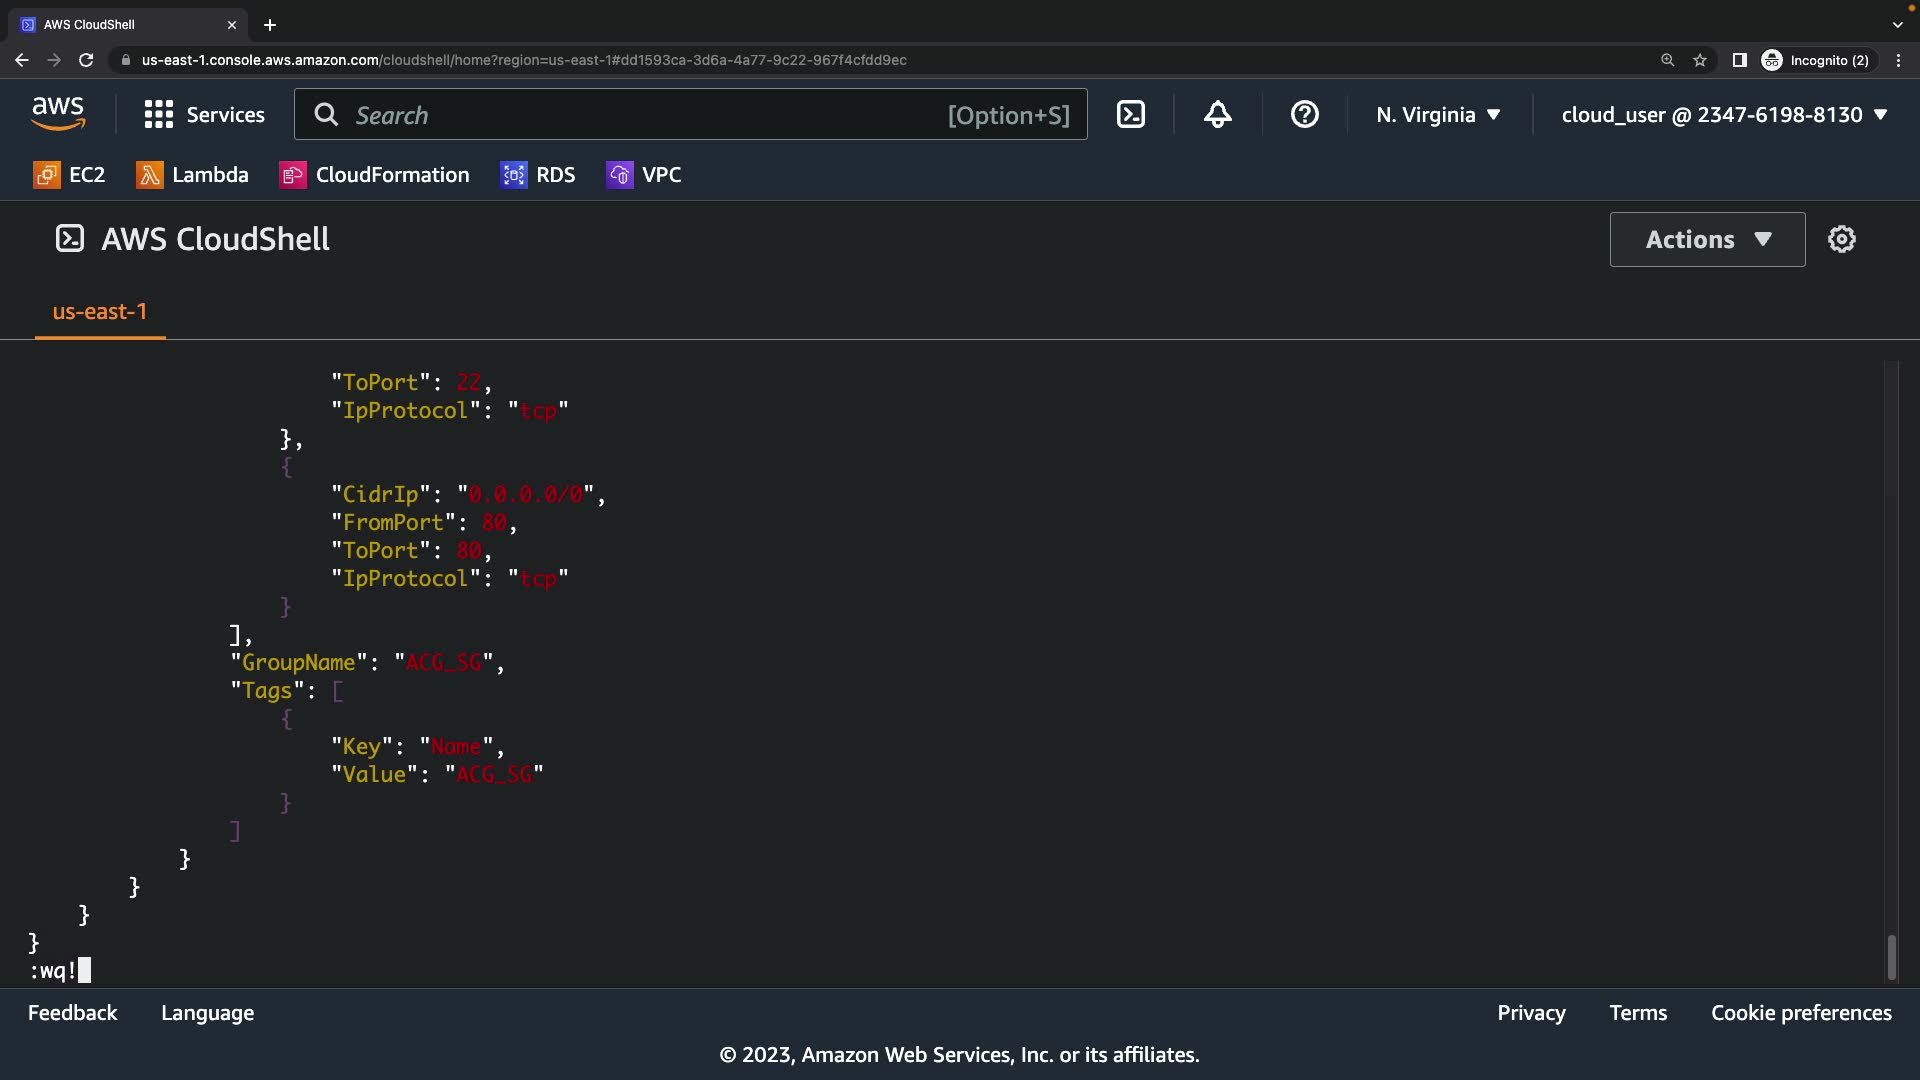 AWS CloudShell
us-east-1.console.aws.amazon.com/cloudshell/home?region=us-east-1#dd1593ca-3d6a-4a77-9c22-967f4cfdd9ec
Incognito (2)
aws
Services
Search
[Option+S]
N. Virginia
cloud_user @ 2347-6198-8130
EC2
Lambda
CloudFormation
RDS
VPC
AWS CloudShell
Actions
us-east-1
"ToPort": 22,
"IpProtocol": "tcp"
},
{
"CidrIp": "0.0.0.0/0",
"FromPort": 80,
"ToPort": 80,
"IpProtocol": "tcp"
}
],
"GroupName": "ACG_SG",
"Tags": [
{
"Key": "Name",
"Value": "ACG_SG"
}
]
}
}
}
}
:wq!
Feedback
Language
Privacy
Terms
Cookie preferences
© 2023, Amazon Web Services, Inc. or its affiliates.